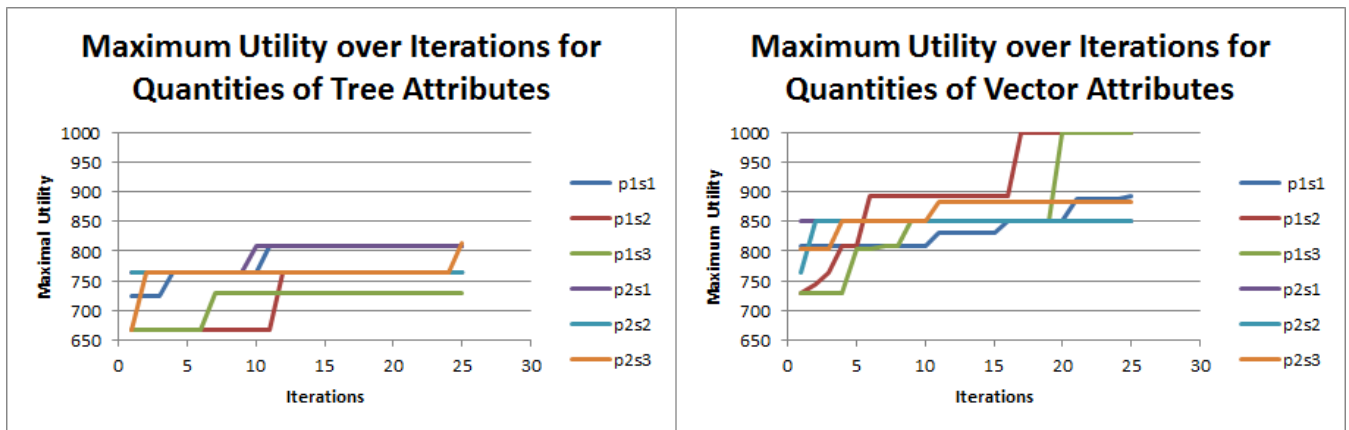 Maximum Utility over Iterations for
Quantities of Tree Attributes
Maximal Utility
1000
950
900
850
800
750
700
650
0
5
10
15
20
25
30
Iterations
p1s1
p1s2
p1s3
p2s1
p2s2
p2s3
Maximum Utility over Iterations for
Quantities of Vector Attributes
Maximum Utility
1000
950
900
850
800
750
700
650
0
5
10
15
20
25
30
Iterations
p1s1
p1s2
p1s3
p2s1
p2s2
p2s3